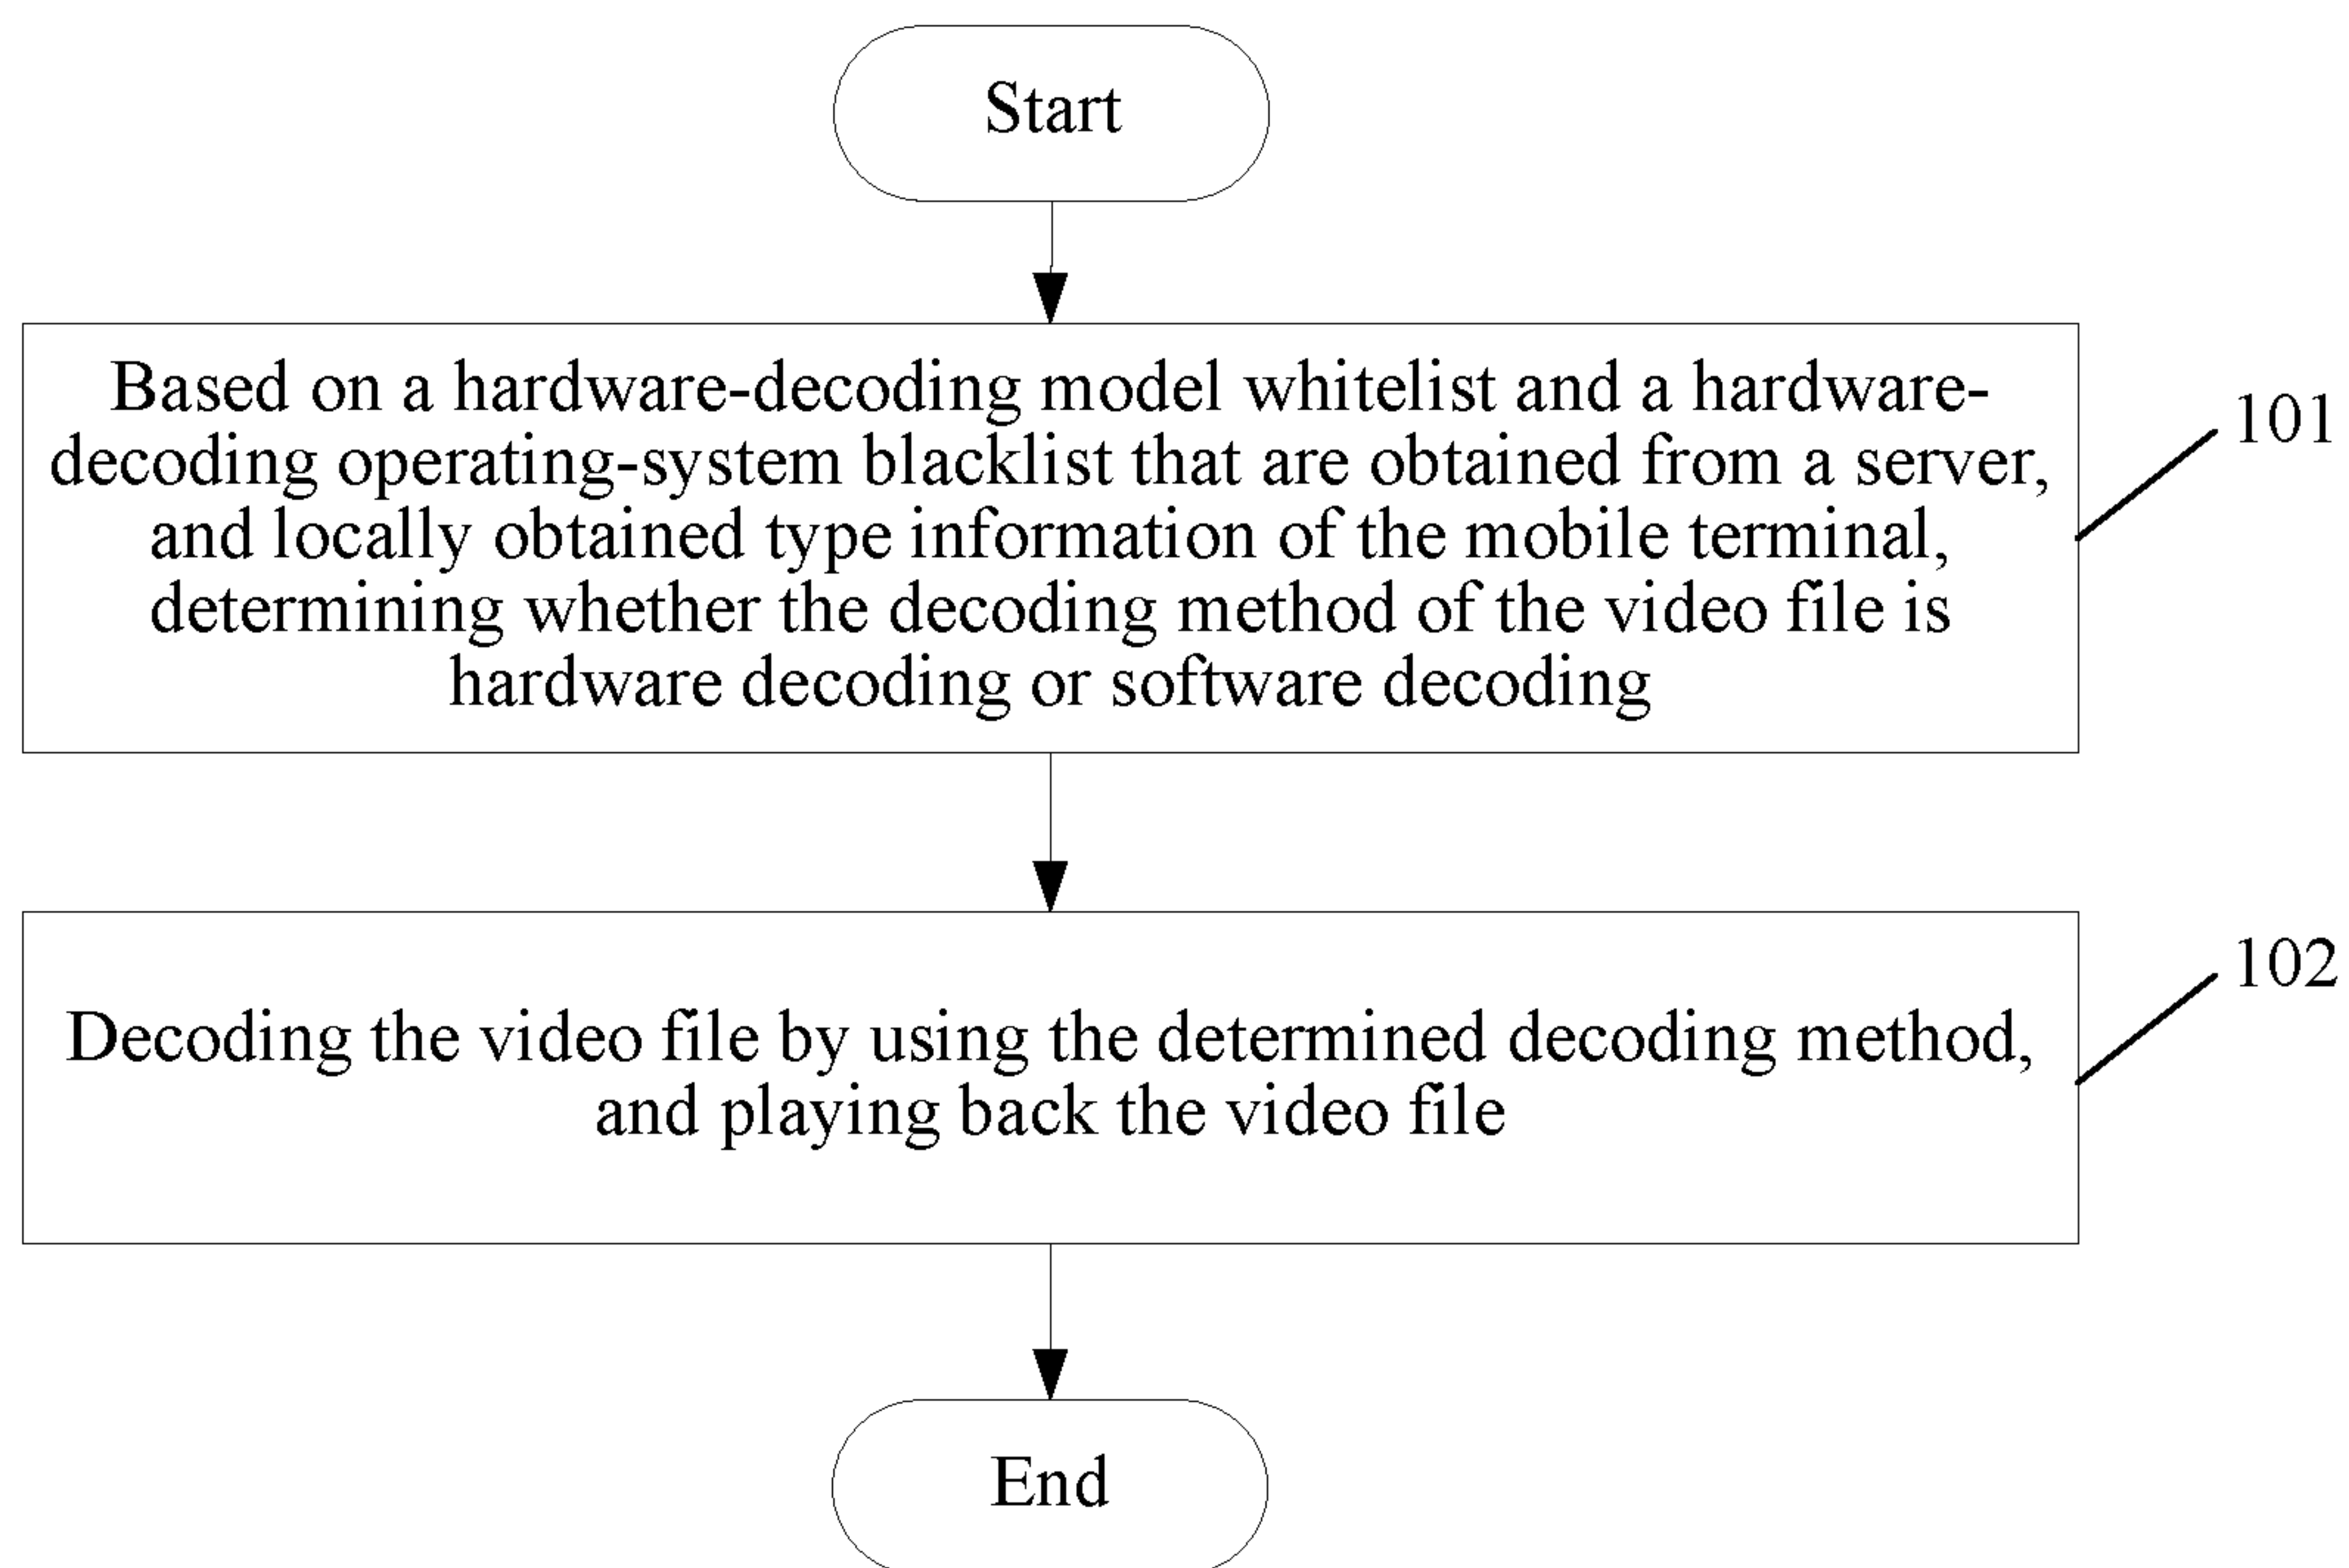 Start
Based on a hardware-decoding model whitelist and a hardware-
decoding operating-system blacklist that are obtained from a server,
and locally obtained type information of the mobile terminal,
determining whether the decoding method of the video file is
hardware decoding or software decoding
101
Decoding the video file by using the determined decoding method,
and playing back the video file
102
End